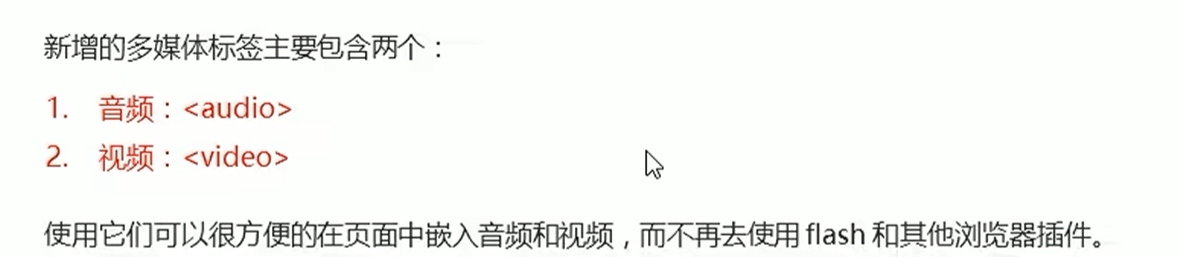 新增的多媒体标签主要包含两个：
1. 音频：<audio>
2. 视频：<video>
使用它们可以很方便的在页面中嵌入音频和视频，而不再去使用 flash 和其他浏览器插件。